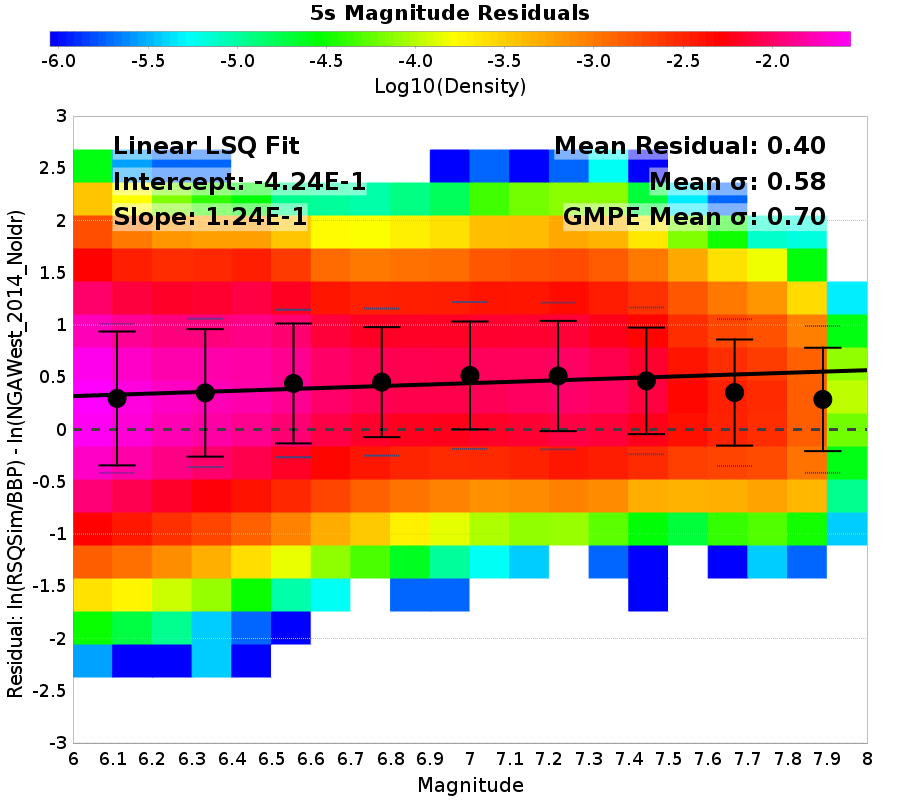 5s Magnitude Residuals
-6.0 -5.5 -5.0 -4.5 -4.0 -3.5 -3.0 -2.5 -2.0
Log10(Density)
Linear LSQ Fit
Intercept: -4.24E-1
Slope: 1.24E-1
Mean Residual: 0.40
Mean σ: 0.58
GMPE Mean σ: 0.70
Residual: ln(RSQSim/BBP) - ln(NGAWest_2014_NoIdr)
3
2.5
2
1.5
1
0.5
0
-0.5
-1
-1.5
-2
-2.5
-3
6 6.1 6.2 6.3 6.4 6.5 6.6 6.7 6.8 6.9 7 7.1 7.2 7.3 7.4 7.5 7.6 7.7 7.8 7.9 8
Magnitude